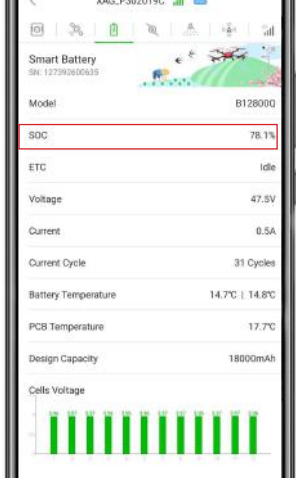 Smart Battery
SN: 127392600635
Model B12800Q
SOC 78.1%
ETC Idle
Voltage 47.5V
Current 0.5A
Current Cycle 31 Cycles
Battery Temperature 14.7℃ | 14.8℃
PCB Temperature 17.7℃
Design Capacity 18000mAh
Cells Voltage